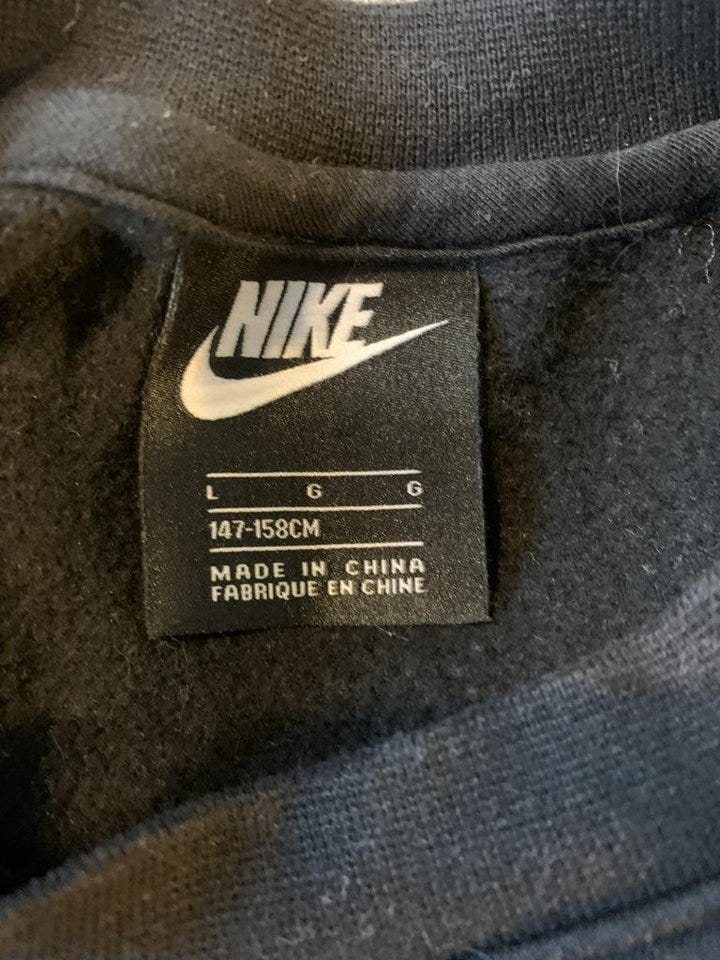 NIKE
L G G
147-158CM
MADE IN CHINA
FABRIQUE EN CHINE